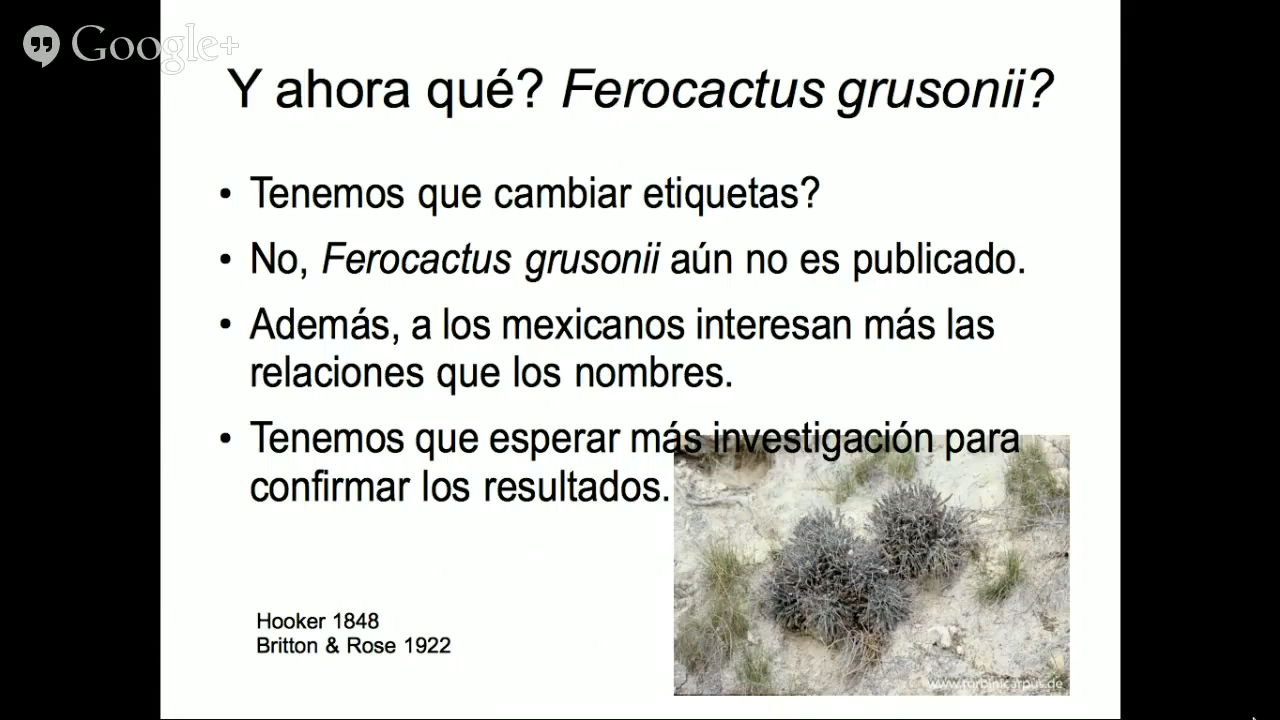 Google+
Y ahora qué? Ferocactus grusonii?
• Tenemos que cambiar etiquetas?
• No, Ferocactus grusonii aún no es publicado.
• Además, a los mexicanos interesan más las
relaciones que los nombres.
• Tenemos que esperar más investigación para
confirmar los resultados.
Hooker 1848
Britton & Rose 1922
www.turbinicarpus.de